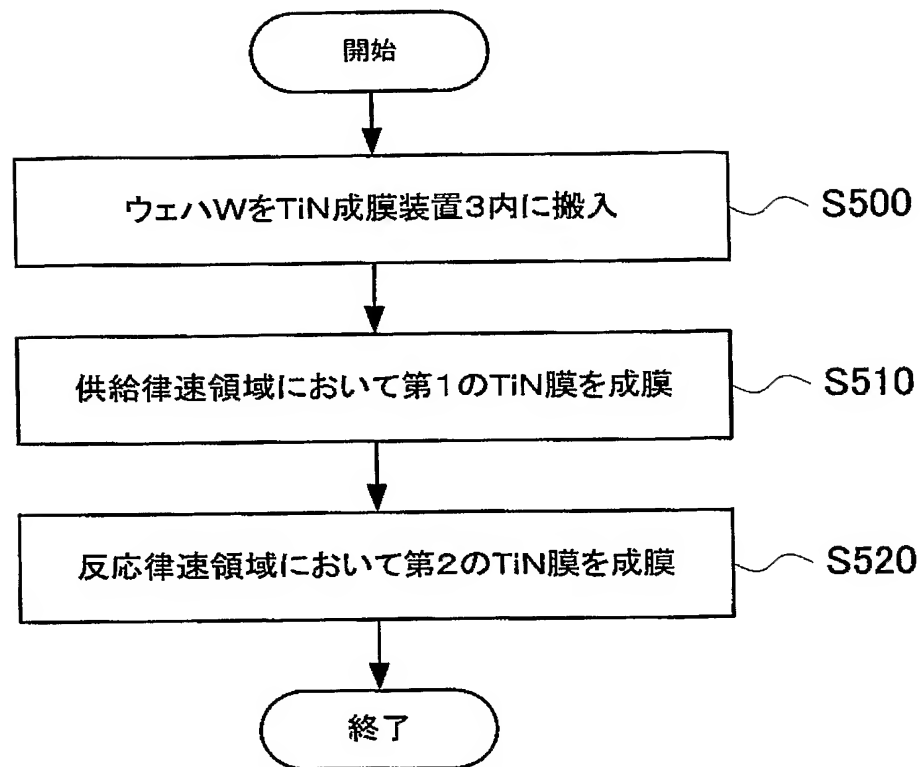 開始
ウェハWをTiN成膜装置3内に搬入
S500
供給律速領域において第1のTiN膜を成膜
S510
反応律速領域において第2のTiN膜を成膜
S520
終了